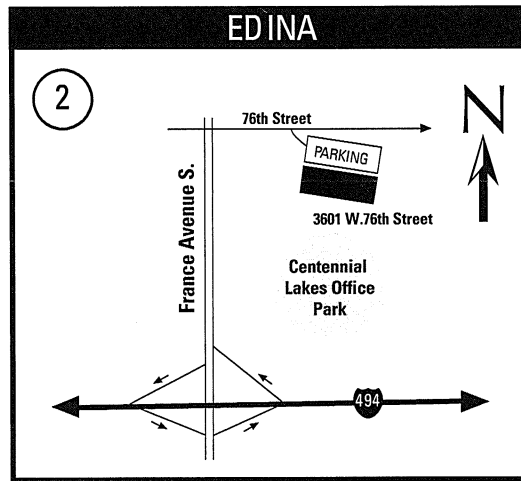 EDINA
2
76th Street
N
PARKING
3601 W.76th Street
France Avenue S.
Centennial
Lakes Office
Park
494